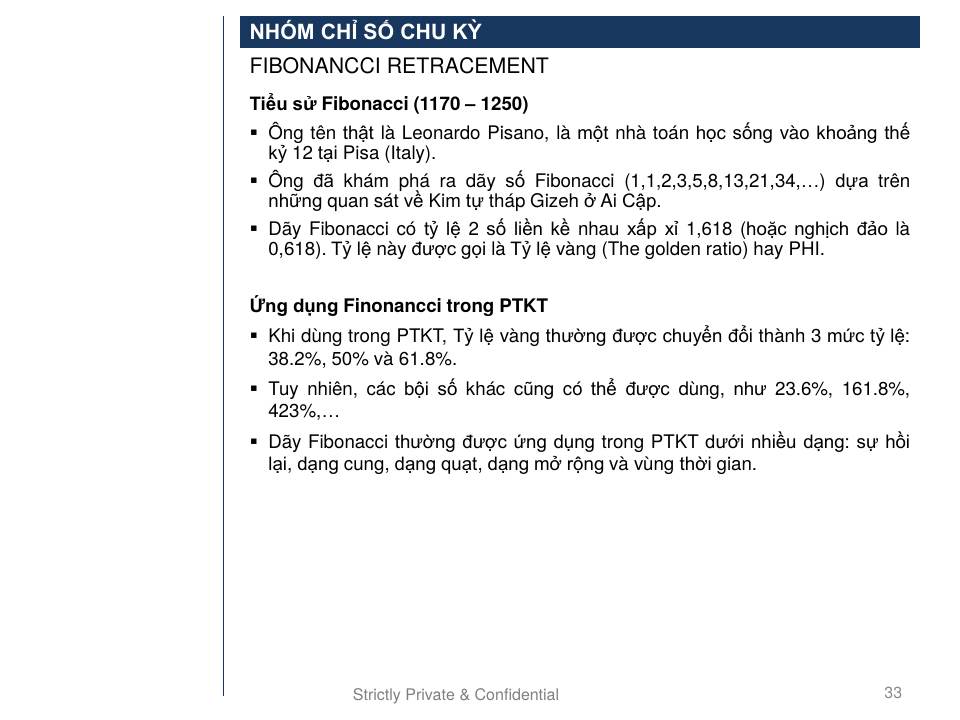 NHÓM CHỈ SỐ CHU KỲ
FIBONANCCI RETRACEMENT
Tiểu sử Fibonacci (1170 – 1250)
▪ Ông tên thật là Leonardo Pisano, là một nhà toán học sống vào khoảng thế
kỷ 12 tại Pisa (Italy).
▪ Ông đã khám phá ra dãy số Fibonacci (1,1,2,3,5,8,13,21,34,…) dựa trên
những quan sát về Kim tự tháp Gizeh ở Ai Cập.
▪ Dãy Fibonacci có tỷ lệ 2 số liền kề nhau xấp xỉ 1,618 (hoặc nghịch đảo là
0,618). Tỷ lệ này được gọi là Tỷ lệ vàng (The golden ratio) hay PHI.
Ứng dụng Finonancci trong PTKT
▪ Khi dùng trong PTKT, Tỷ lệ vàng thường được chuyển đổi thành 3 mức tỷ lệ:
38.2%, 50% và 61.8%.
▪ Tuy nhiên, các bội số khác cũng có thể được dùng, như 23.6%, 161.8%,
423%,…
▪ Dãy Fibonacci thường được ứng dụng trong PTKT dưới nhiều dạng: sự hồi
lại, dạng cung, dạng quạt, dạng mở rộng và vùng thời gian.
Strictly Private & Confidential
33